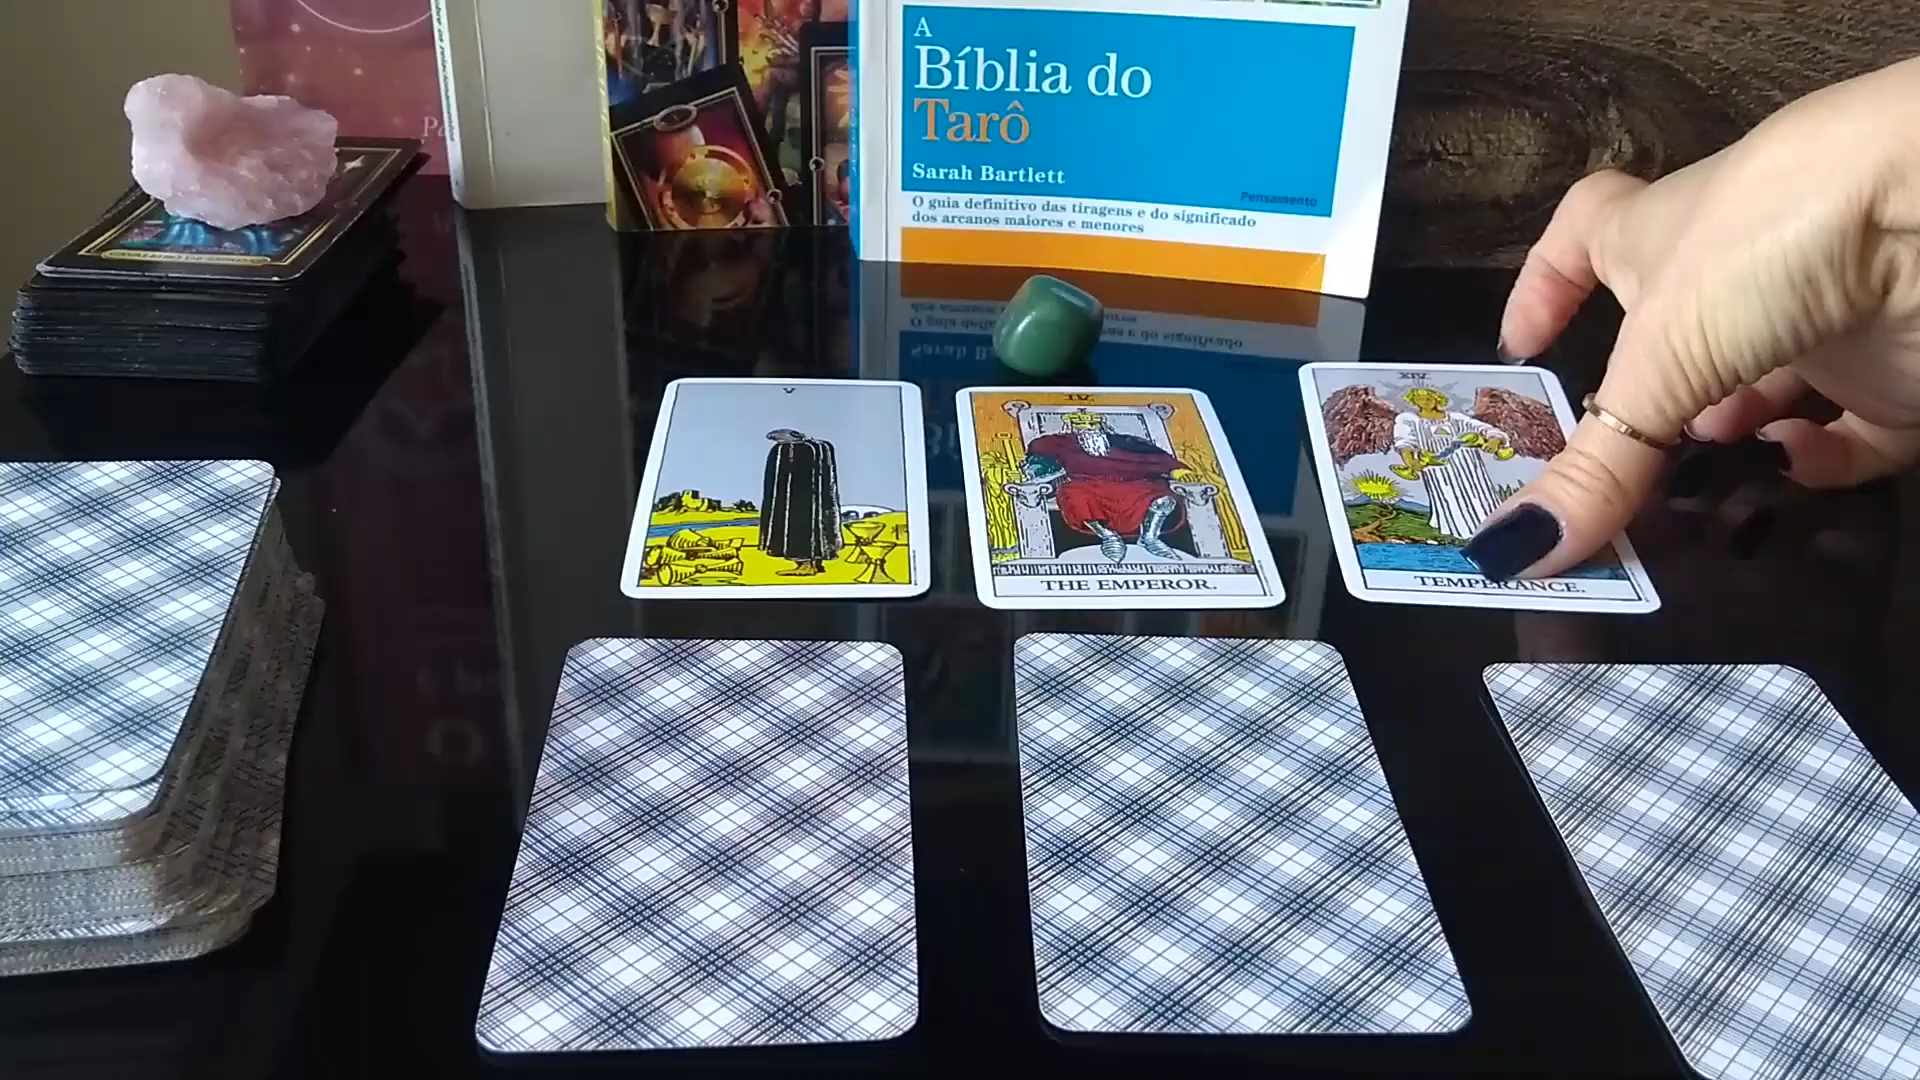 A
Bíblia do
Tarô
Sarah Bartlett
Pensamento
O guia definitivo das tiragens e do significado
dos arcanos maiores e menores
V
IV.
XIV.
THE EMPEROR.
TEMPERANCE.